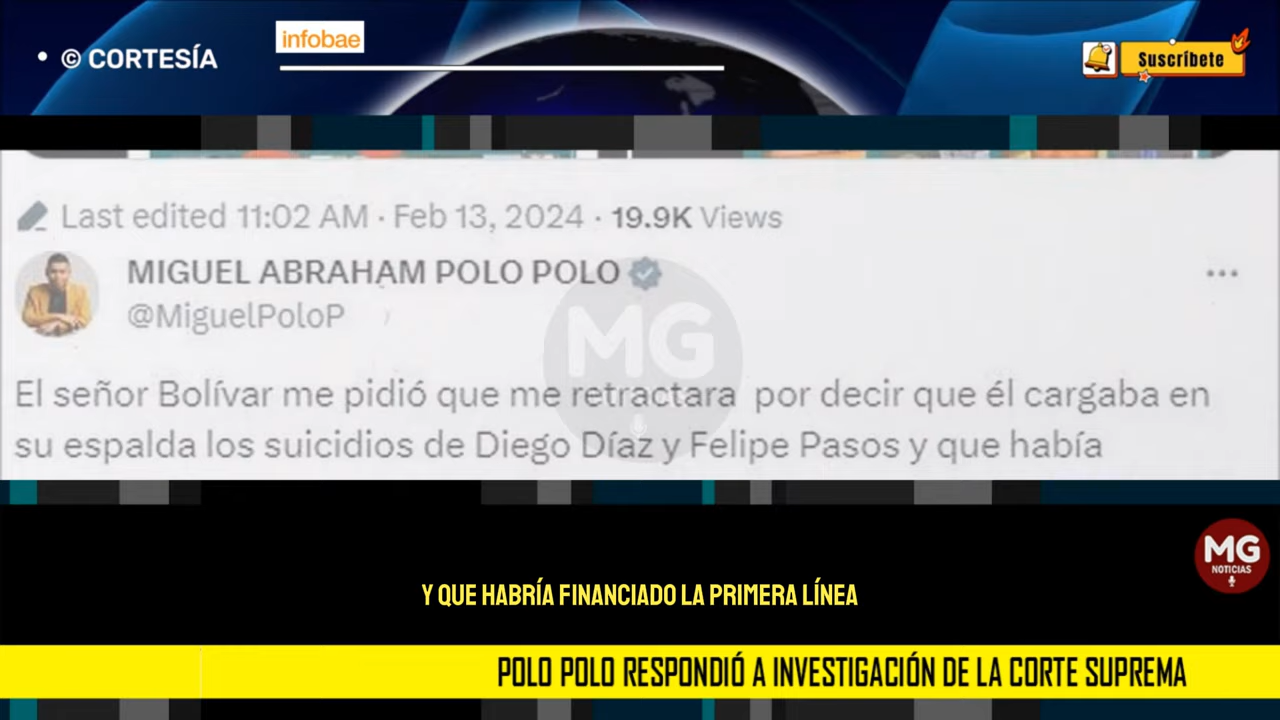 © CORTESÍA
infobae
Suscríbete
Last edited 11:02 AM · Feb 13, 2024 · 19.9K Views
MIGUEL ABRAHAM POLO POLO
@MiguelPoloP
MG
El señor Bolívar me pidió que me retractara por decir que él cargaba en
su espalda los suicidios de Diego Díaz y Felipe Pasos y que había
MG
NOTICIAS
Y QUE HABRÍA FINANCIADO LA PRIMERA LÍNEA
POLO POLO RESPONDIÓ A INVESTIGACIÓN DE LA CORTE SUPREMA